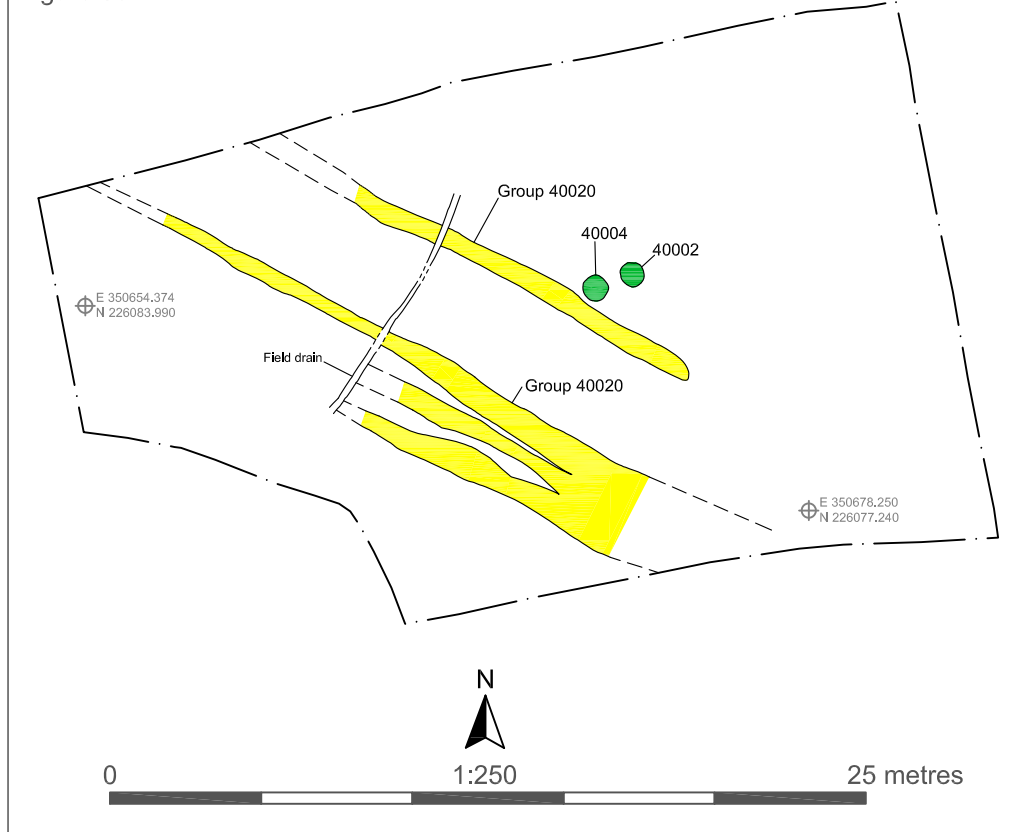 Group 40020
40004
40002
E 350654.374
N 226083.990
Field drain
Group 40020
E 350678.250
N 226077.240
N
0 1:250 25 metres